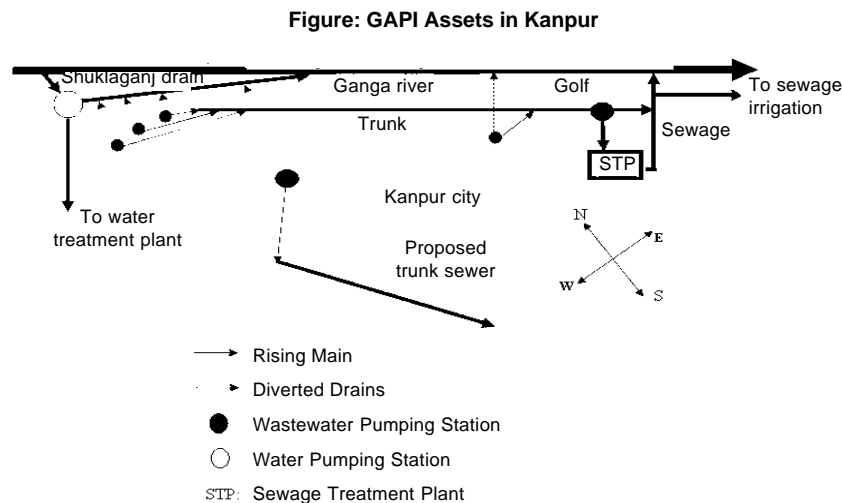 Figure: GAPI Assets in Kanpur
Shuklaganj drain
Ganga river
Golf
To sewage
irrigation
Trunk
Sewage
STP
To water
treatment plant
Kanpur city
Proposed
trunk sewer
N
E
W
S
Rising Main
Diverted Drains
Wastewater Pumping Station
Water Pumping Station
STP: Sewage Treatment Plant